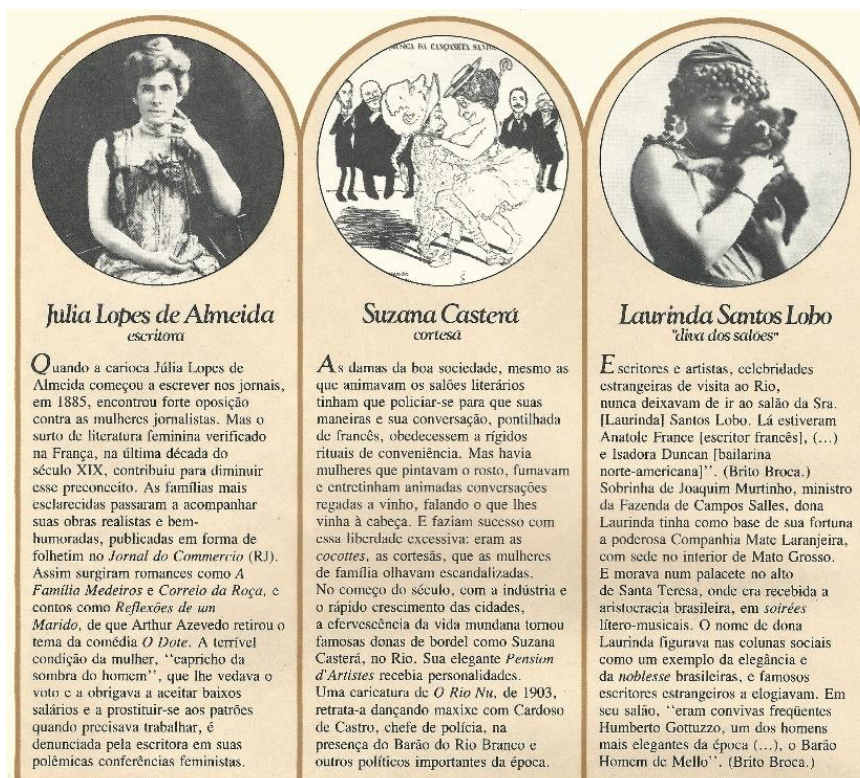 Júlia Lopes de Almeida
escritora
Quando a carioca Júlia Lopes de
Almeida começou a escrever nos jornais,
em 1885, encontrou forte oposição
contra as mulheres jornalistas. Mas o
surto de literatura feminina verificado
na França, na última década do
século XIX, contribuiu para diminuir
esse preconceito. As famílias mais
esclarecidas passaram a acompanhar
suas obras realistas e bem-
humoradas, publicadas em forma de
folhetim no Jornal do Commercio (RJ).
Assim surgiram romances como A
Família Medeiros e Correio da Roça, e
contos como Reflexões de um
Marido, de que Arthur Azevedo retirou o
tema da comédia O Dote. A terrível
condição da mulher, "capricho da
sombra do homem", que lhe vedava o
voto e a obrigava a aceitar baixos
salários e a prostituir-se aos patrões
quando precisava trabalhar, é
denunciada pela escritora em suas
polêmicas conferências feministas.
MUSICA DA CANÇONETA SANTOS
Suzana Casterá
cortesã
As damas da boa sociedade, mesmo as
que animavam os salões literários
tinham que policiar-se para que suas
maneiras e sua conversação, pontilhada
de francês, obedecessem a rígidos
rituais de conveniência. Mas havia
mulheres que pintavam o rosto, fumavam
e entretinham animadas conversações
regadas a vinho, falando o que lhes
vinha à cabeça. E faziam sucesso com
essa liberdade excessiva: eram as
cocottes, as cortesãs, que as mulheres
de família olhavam escandalizadas.
No começo do século, com a indústria e
o rápido crescimento das cidades,
a efervescência da vida mundana tornou
famosas donas de bordel como Suzana
Casterá, no Rio. Sua elegante Pension
d'Artistes recebia personalidades.
Uma caricatura de O Rio Nu, de 1903,
retrata-a dançando maxixe com Cardoso
de Castro, chefe de polícia, na
presença do Barão do Rio Branco e
outros políticos importantes da época.
Laurinda Santos Lobo
"diva dos salões"
Escritores e artistas, celebridades
estrangeiras de visita ao Rio,
nunca deixavam de ir ao salão da Sra.
[Laurinda] Santos Lobo. Lá estiveram
Anatole France [escritor francês], (...)
e Isadora Duncan [bailarina
norte-americana]". (Brito Broca.)
Sobrinha de Joaquim Murtinho, ministro
da Fazenda de Campos Salles, dona
Laurinda tinha como base de sua fortuna
a poderosa Companhia Mate Laranjeira,
com sede no interior de Mato Grosso.
E morava num palacete no alto
de Santa Teresa, onde era recebida a
aristocracia brasileira, em soirées
lítero-musicais. O nome de dona
Laurinda figurava nas colunas sociais
como um exemplo da elegância e
da noblesse brasileiras, e famosos
escritores estrangeiros a elogiavam. Em
seu salão, "eram convivas freqüentes
Humberto Gottuzzo, um dos homens
mais elegantes da época (...), o Barão
Homem de Mello". (Brito Broca.)